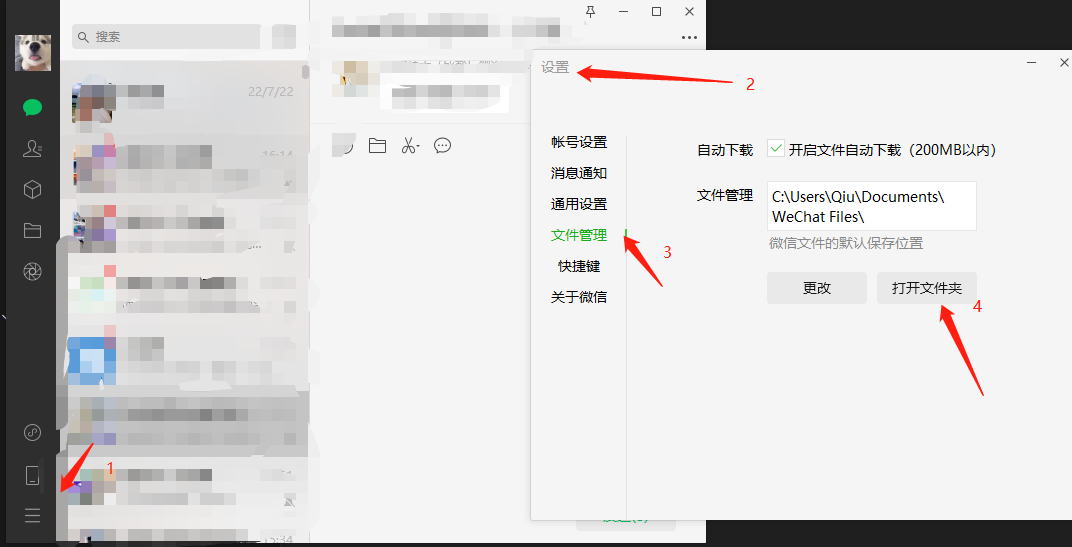 搜索
22/7/22
16:14
15:34
1
设置
2
帐号设置
消息通知
通用设置
文件管理
快捷键
关于微信
3
自动下载
开启文件自动下载（200MB以内）
文件管理
C:\Users\Qiu\Documents\
WeChat Files\
微信文件的默认保存位置
更改
打开文件夹
4